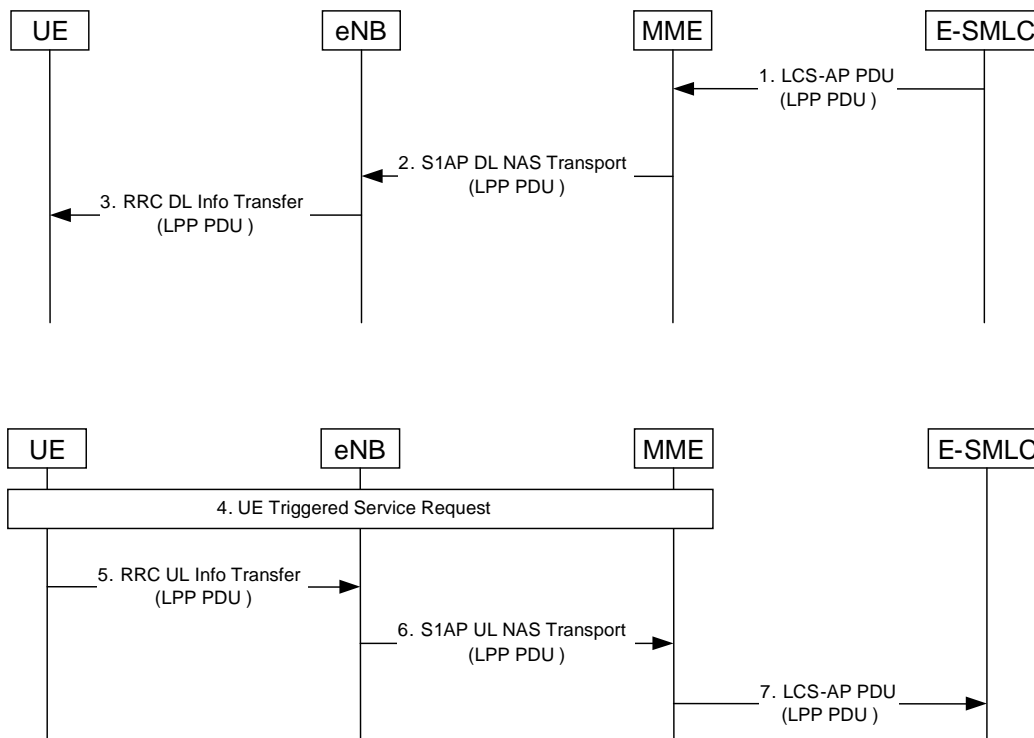 UE
eNB
MME
E-SMLC
1. LCS-AP PDU
(LPP PDU )
2. S1AP DL NAS Transport
(LPP PDU )
3. RRC DL Info Transfer
(LPP PDU )
UE
eNB
MME
E-SMLC
4. UE Triggered Service Request
5. RRC UL Info Transfer
(LPP PDU )
6. S1AP UL NAS Transport
(LPP PDU )
7. LCS-AP PDU
(LPP PDU )